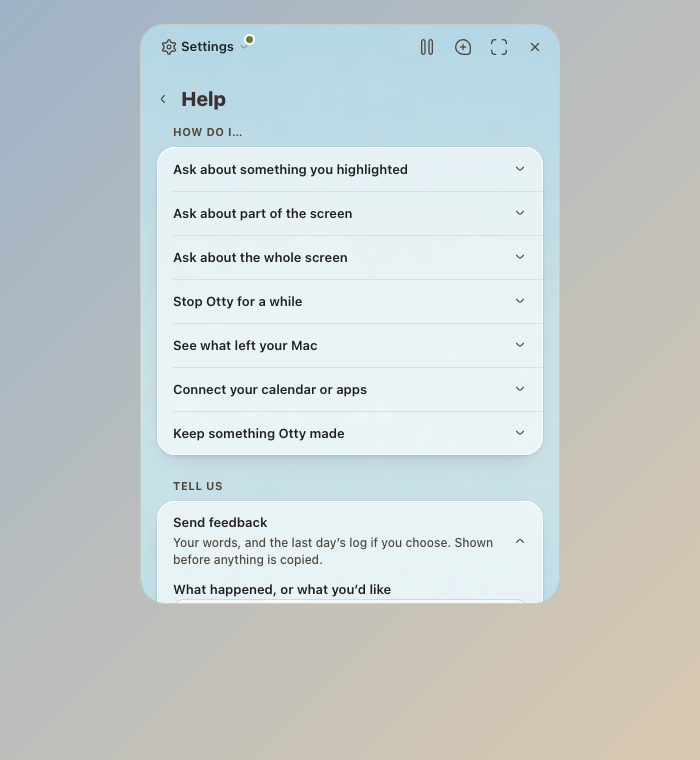 Settings
Help
HOW DO I…
Ask about something you highlighted
Ask about part of the screen
Ask about the whole screen
Stop Otty for a while
See what left your Mac
Connect your calendar or apps
Keep something Otty made
TELL US
Send feedback
Your words, and the last day’s log if you choose. Shown
before anything is copied.
What happened, or what you’d like